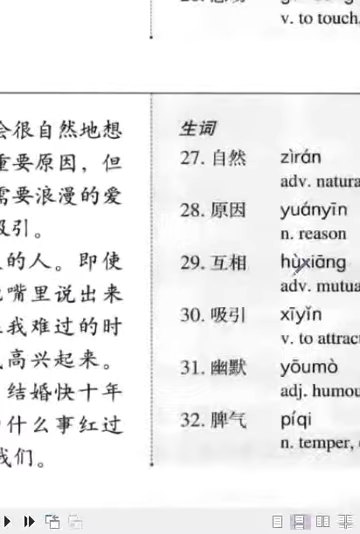 v. to touch,
会很自然地想
重要原因，但
需要浪漫的爱
吸引。
的人。即使
嘴里说出来
我难过的时
高兴起来。
结婚快十年
什么事红过
我们。
生词
27. 自然 zìrán
adv. natura
28. 原因 yuányīn
n. reason
29. 互相 hùxiāng
adv. mutua
30. 吸引 xīyǐn
v. to attrac
31. 幽默 yōumò
adj. humou
32. 脾气 píqi
n. temper,